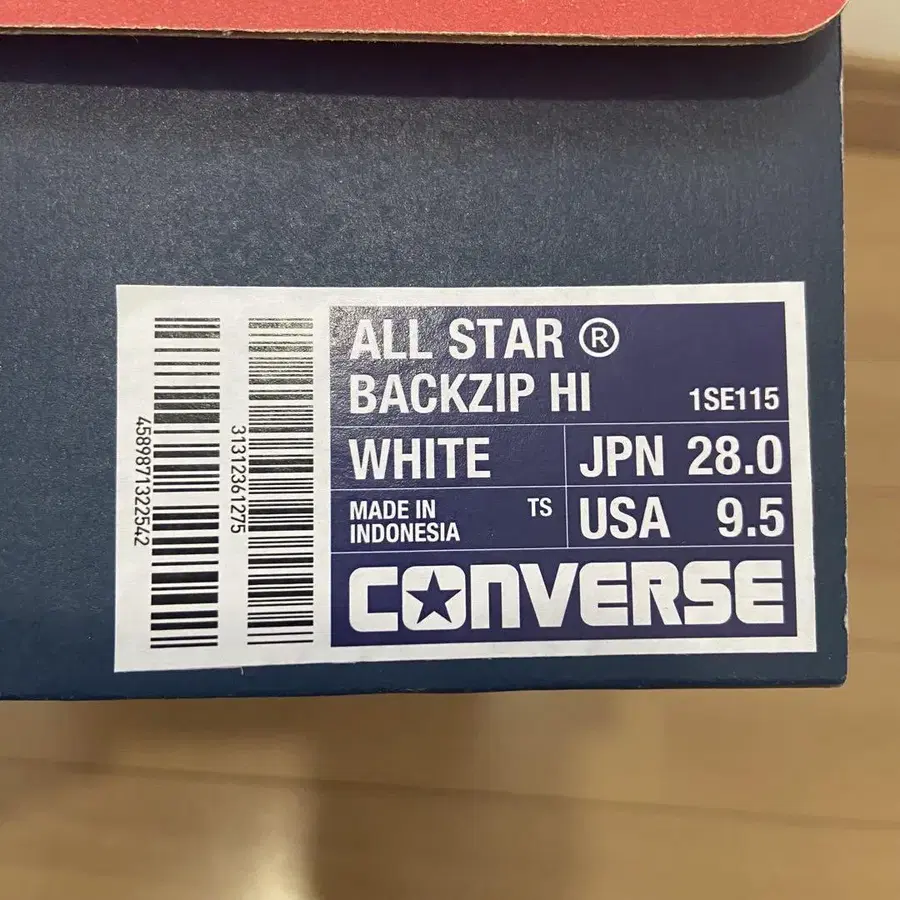 4589871322542
31312361275
ALL STAR ®
BACKZIP HI 1SE115
WHITE
JPN 28.0
MADE IN
INDONESIA
TS
USA 9.5
CONVERSE